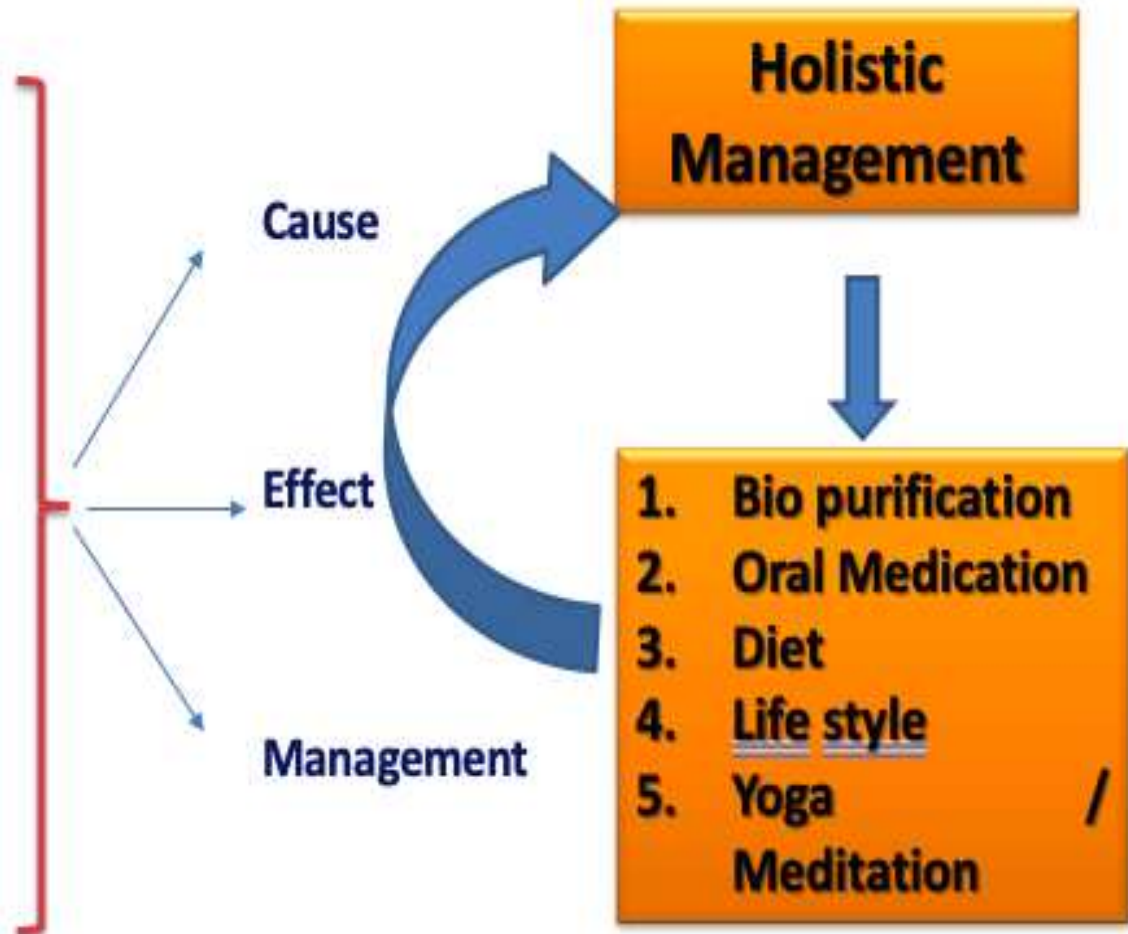 Holistic
Management
Cause
Effect
Management
1. Bio purification
2. Oral Medication
3. Diet
4. Life style
5. Yoga /
Meditation